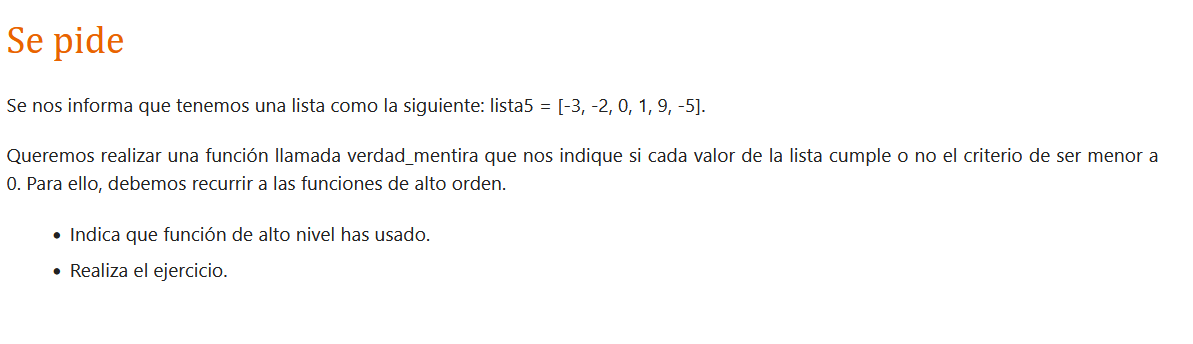 Se pide
Se nos informa que tenemos una lista como la siguiente: lista5 = [-3, -2, 0, 1, 9, -5].
Queremos realizar una función llamada verdad_mentira que nos indique si cada valor de la lista cumple o no el criterio de ser menor a
0. Para ello, debemos recurrir a las funciones de alto orden.
• Indica que función de alto nivel has usado.
• Realiza el ejercicio.